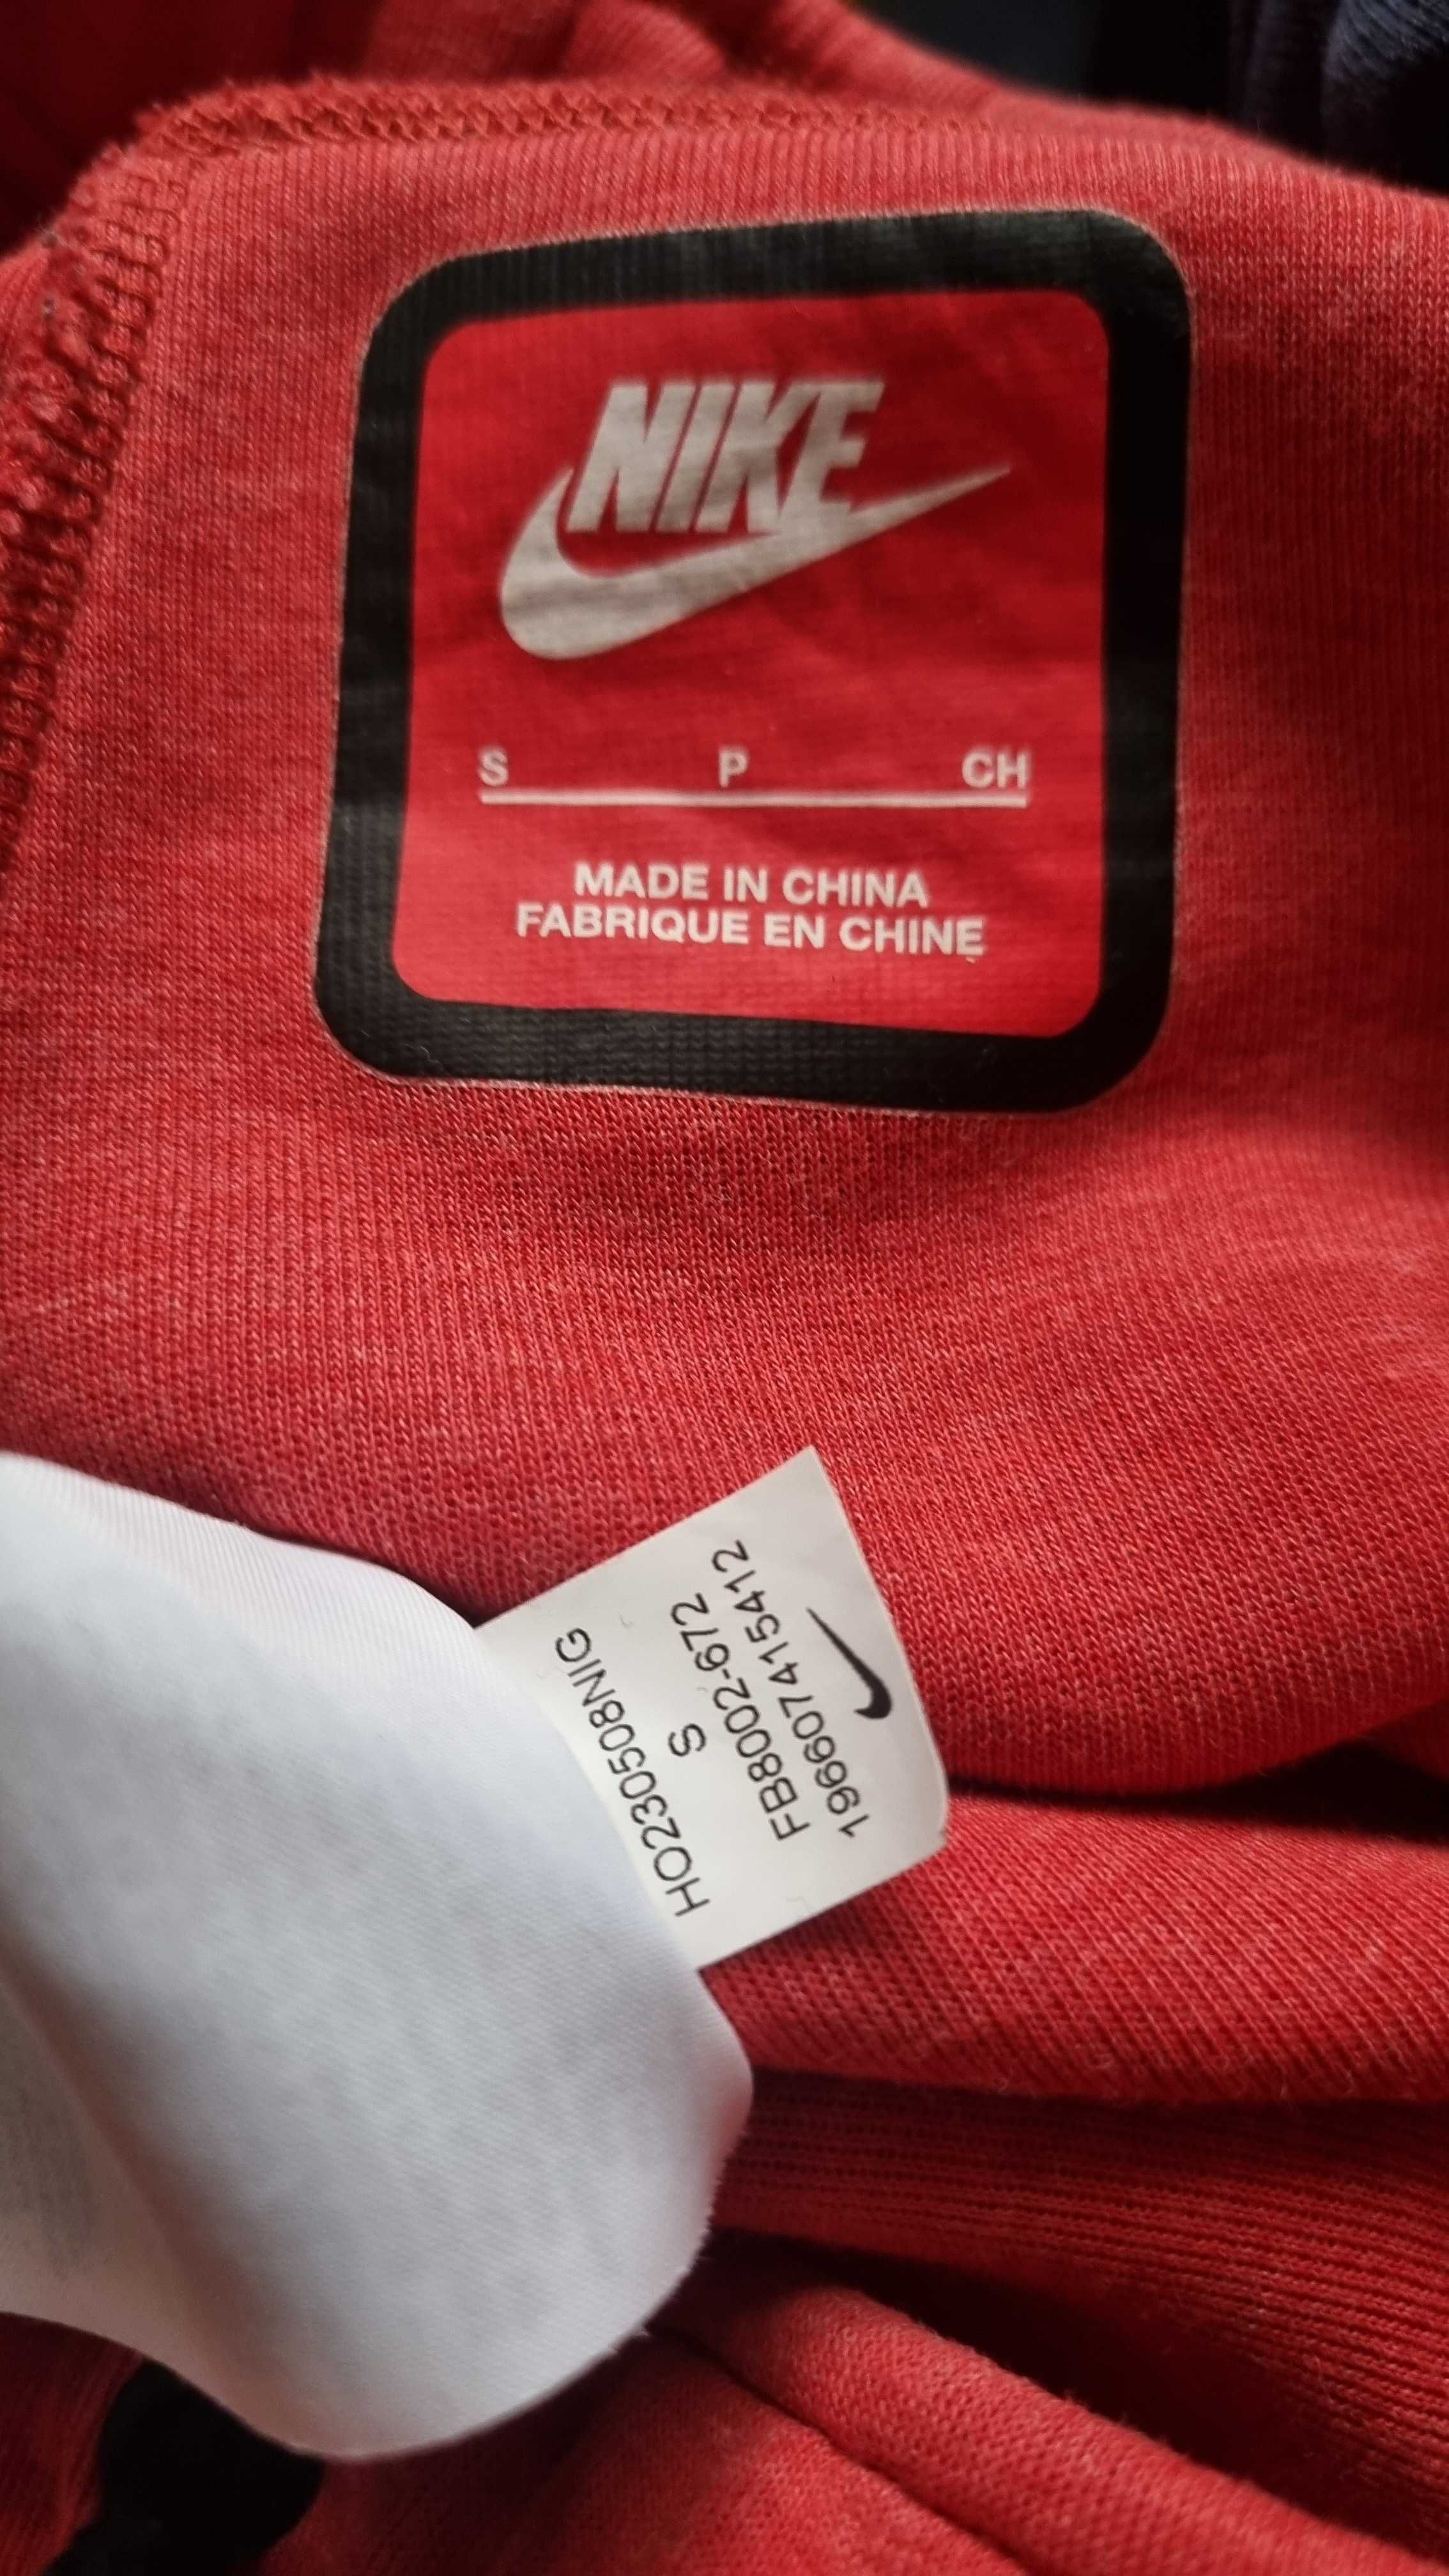 NIKE
S P CH
MADE IN CHINA
FABRIQUE EN CHINE
HO230508NIG
S
FB8002-672
196607415412